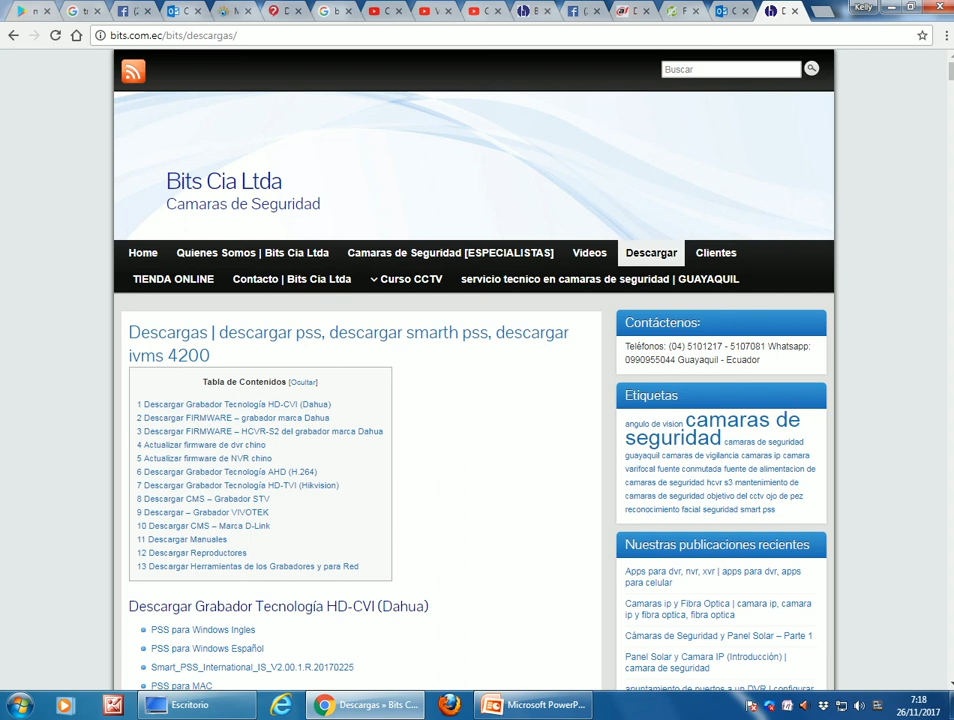 Kelly
bits.com.ec/bits/descargas/
Buscar
Bits Cia Ltda
Camaras de Seguridad
Home
Quienes Somos | Bits Cia Ltda
Camaras de Seguridad [ESPECIALISTAS]
Videos
Descargar
Clientes
TIENDA ONLINE
Contacto | Bits Cia Ltda
Curso CCTV
servicio tecnico en camaras de seguridad | GUAYAQUIL
Descargas | descargar pss, descargar smarth pss, descargar
ivms 4200
Tabla de Contenidos [Ocultar]
1 Descargar Grabador Tecnología HD-CVI (Dahua)
2 Descargar FIRMWARE – grabador marca Dahua
3 Descargar FIRMWARE – HCVR-S2 del grabador marca Dahua
4 Actualizar firmware de dvr chino
5 Actualizar firmware de NVR chino
6 Descargar Grabador Tecnología AHD (H.264)
7 Descargar Grabador Tecnología HD-TVI (Hikvision)
8 Descargar CMS – Grabador STV
9 Descargar – Grabador VIVOTEK
10 Descargar CMS – Marca D-Link
11 Descargar Manuales
12 Descargar Reproductores
13 Descargar Herramientas de los Grabadores y para Red
Descargar Grabador Tecnología HD-CVI (Dahua)
PSS para Windows Ingles
PSS para Windows Español
Smart_PSS_International_IS_V2.00.1.R.20170225
PSS para MAC
Contáctenos:
Teléfonos: (04) 5101217 - 5107081 Whatsapp:
0990955044 Guayaquil - Ecuador
Etiquetas
angulo de vision camaras de
seguridad camaras de seguridad
guayaquil camaras de vigilancia camaras ip camara
varifocal fuente conmutada fuente de alimentacion de
camaras de seguridad hcvr s3 mantenimiento de
camaras de seguridad objetivo del cctv ojo de pez
reconocimiento facial seguridad smart pss
Nuestras publicaciones recientes
Apps para dvr, nvr, xvr | apps para dvr, apps
para celular
Camaras ip y Fibra Optica | camara ip, camara
ip y fibra optica, fibra optica
Cámaras de Seguridad y Panel Solar – Parte 1
Panel Solar y Camara IP (Introducción) |
camara de seguridad
apuntamiento de puertos a un DVR | configurar
Escritorio
Descargas » Bits C...
Microsoft PowerP...
7:18
26/11/2017